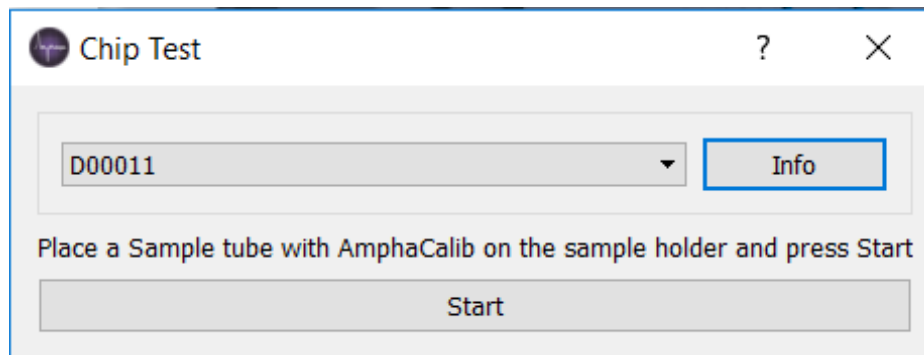 Chip Test ? ×
D00011 Info
Place a Sample tube with AmphaCalib on the sample holder and press Start
Start